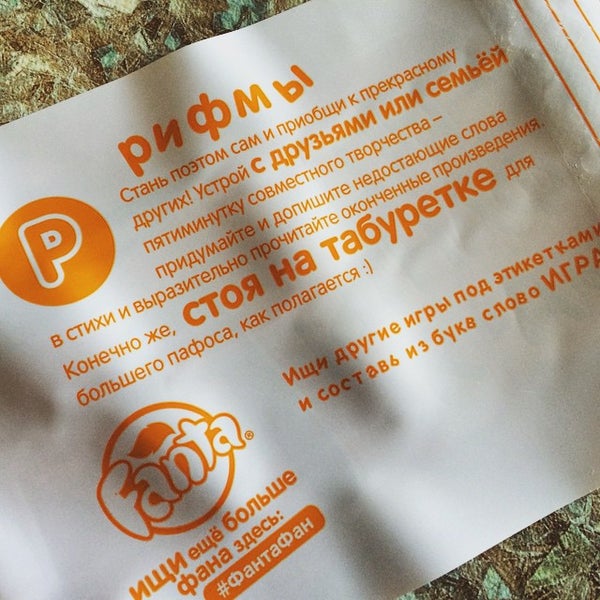 рифмы
Стань поэтом сам и приобщи к прекрасному
других! Устрой с друзьями или семьёй
пятиминутку совместного творчества –
придумайте и допишите недостающие слова
в стихи и выразительно прочитайте оконченные произведения.
Конечно же, стоя на табуретке для
большего пафоса, как полагается :)
Р
Ищи другие игры под этикетками
и составь из букв слово ИГРА
Fanta®
ищи ещё больше
фана здесь:
#ФантаФан